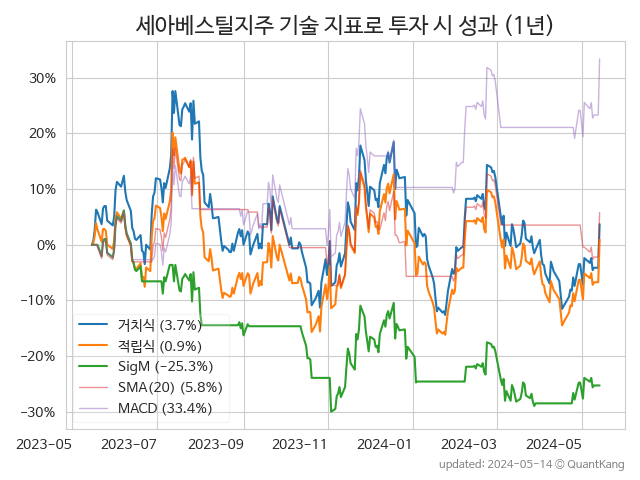 세아베스틸지주 기술 지표로 투자 시 성과 (1년)
30%
20%
10%
0%
−10%
−20%
−30%
거치식 (3.7%)
적립식 (0.9%)
SigM (−25.3%)
SMA(20) (5.8%)
MACD (33.4%)
2023-05 2023-07 2023-09 2023-11 2024-01 2024-03 2024-05
updated: 2024-05-14 ⓒ QuantKang